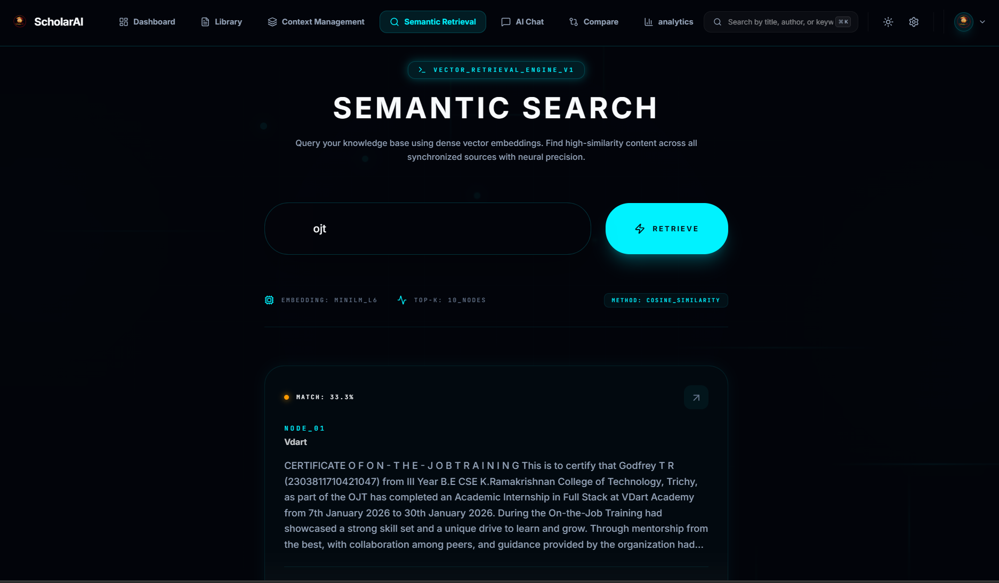 ScholarAI
Dashboard
Library
Context Management
Semantic Retrieval
AI Chat
Compare
analytics
Search by title, author, or keyw
⌘ K
VECTOR_RETRIEVAL_ENGINE_V1
SEMANTIC SEARCH
Query your knowledge base using dense vector embeddings. Find high-similarity content across all
synchronized sources with neural precision.
ojt
RETRIEVE
EMBEDDING: MINILM_L6
TOP-K: 10_NODES
METHOD: COSINE_SIMILARITY
MATCH: 33.3%
NODE_01
Vdart
CERTIFICATE O F O N - T H E - J O B T R A I N I N G This is to certify that Godfrey T R
(2303811710421047) from III Year B.E CSE K.Ramakrishnan College of Technology, Trichy,
as part of the OJT has completed an Academic Internship in Full Stack at VDart Academy
from 7th January 2026 to 30th January 2026. During the On-the-Job Training had
showcased a strong skill set and a unique drive to learn and grow. Through mentorship from
the best, with collaboration among peers, and guidance provided by the organization had...